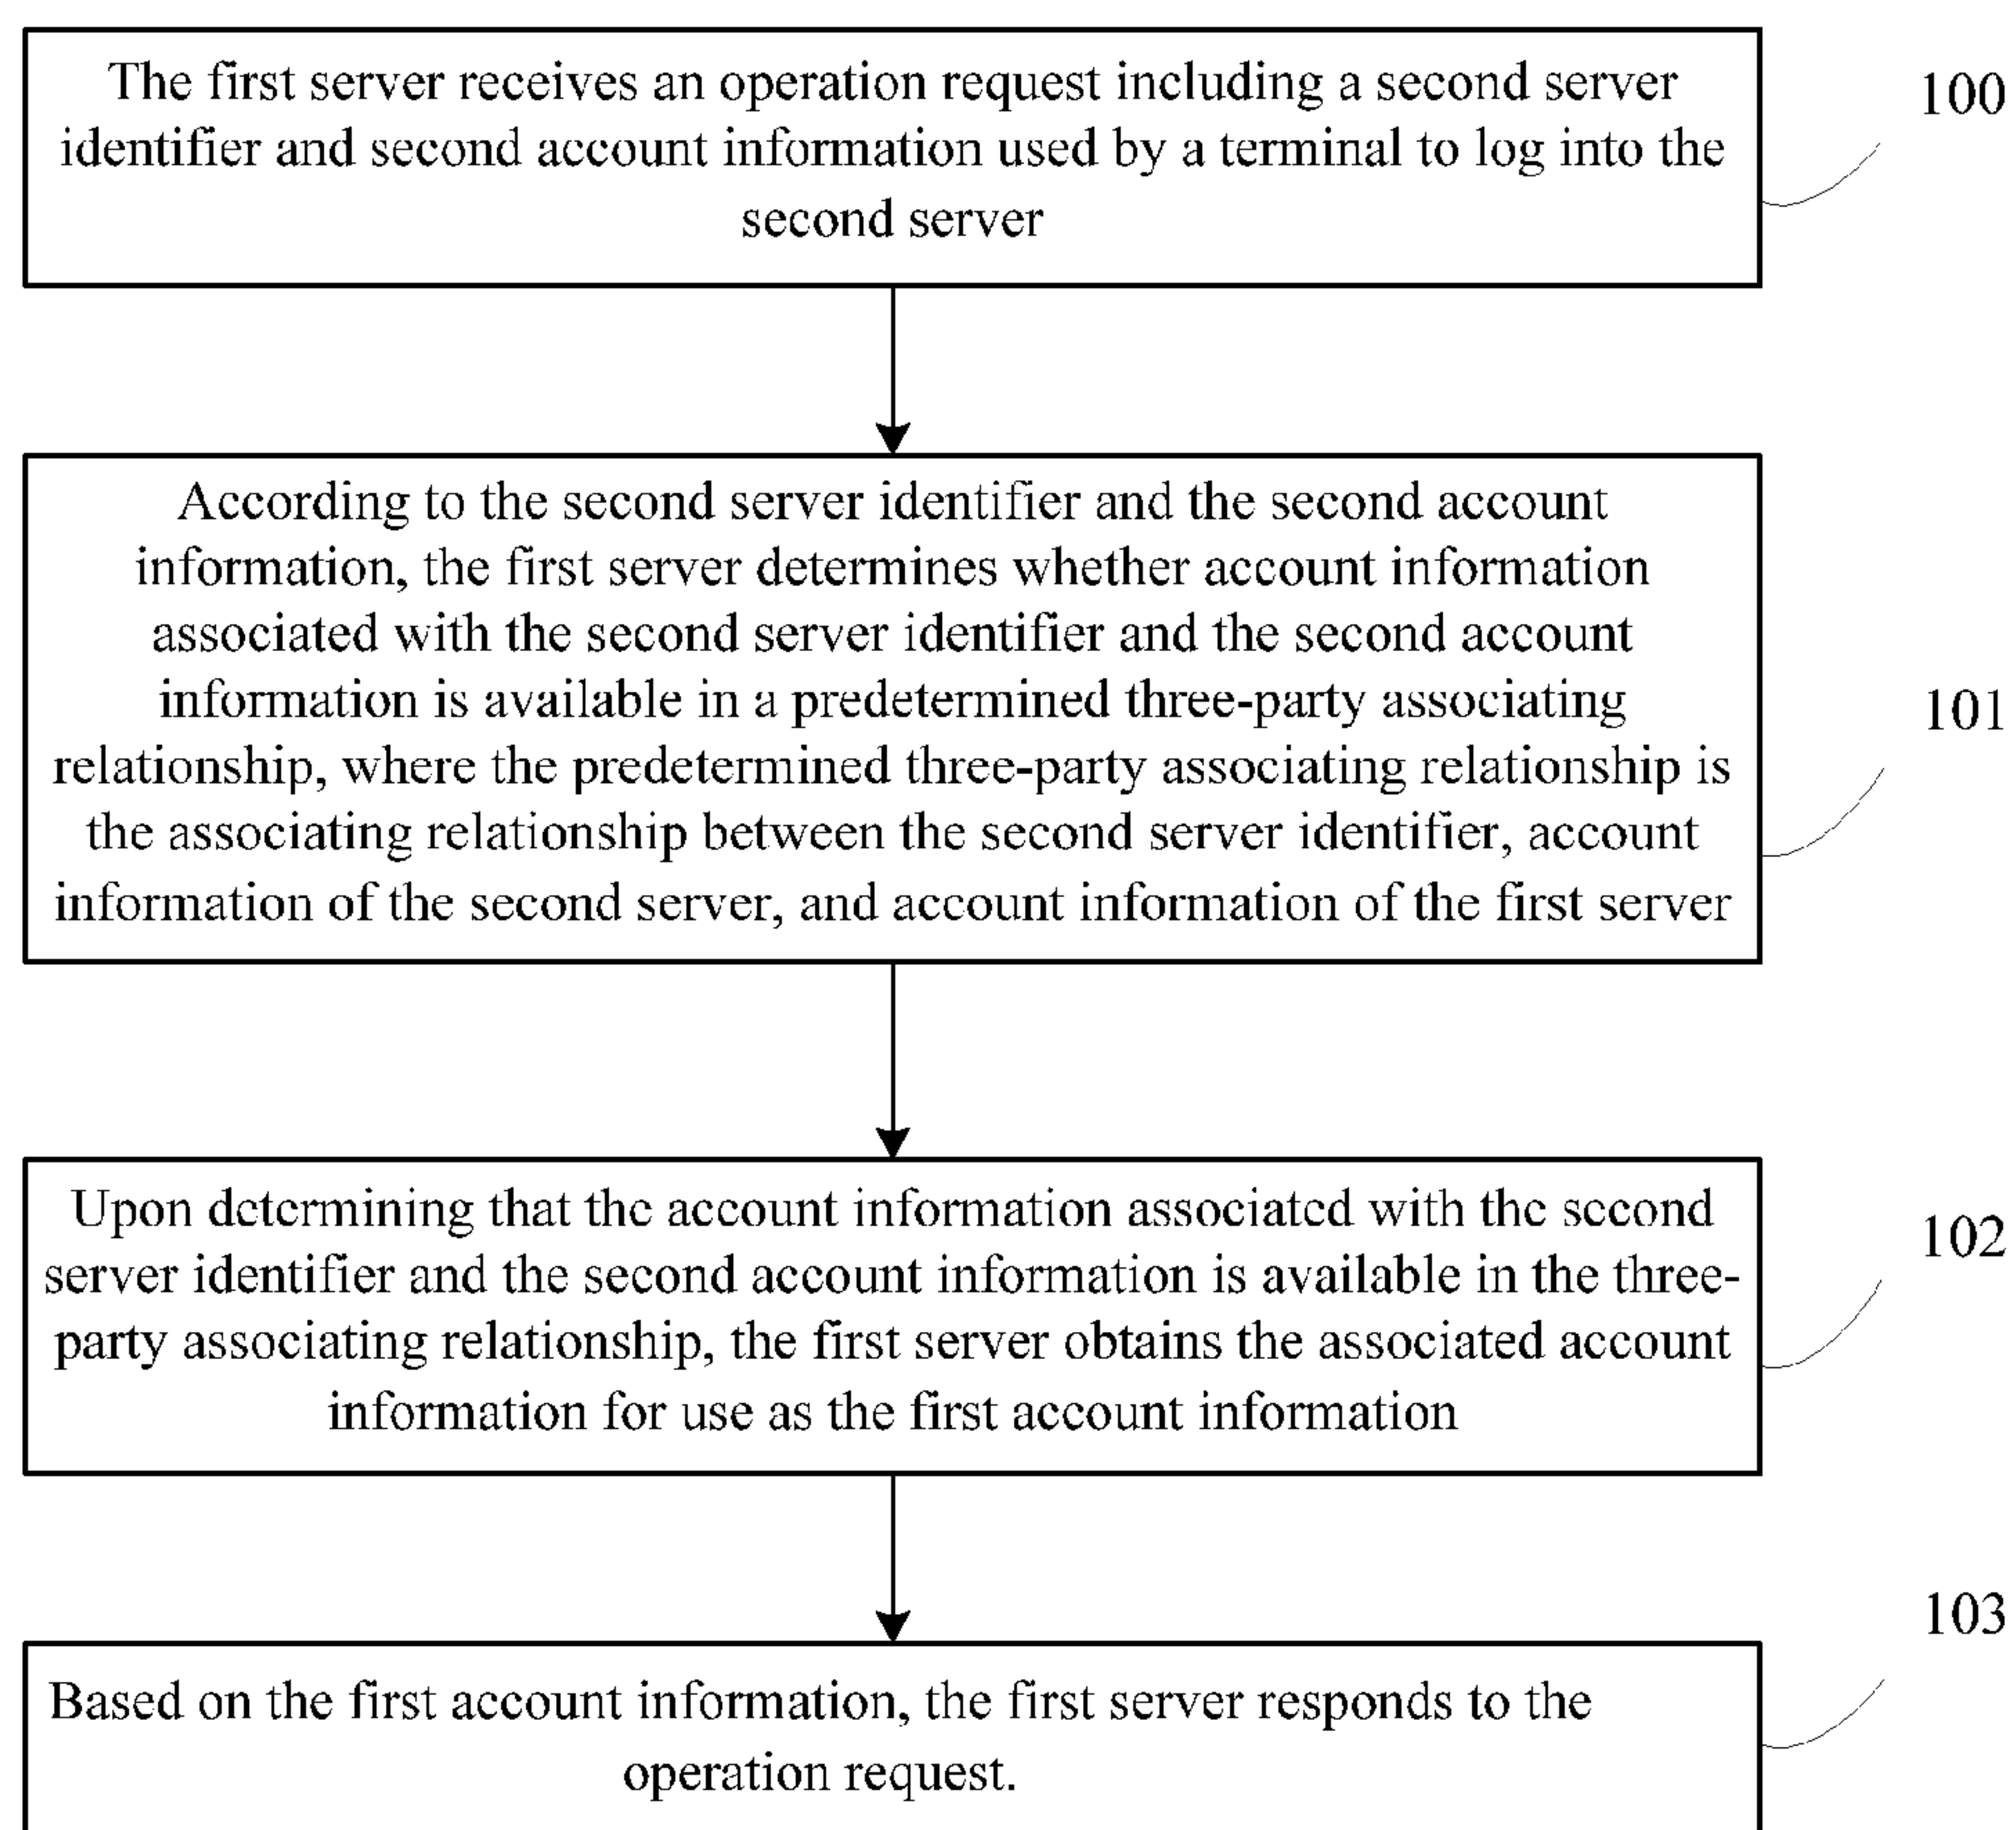 The first server receives an operation request including a second server
identifier and second account information used by a terminal to log into the
second server
100
According to the second server identifier and the second account
information, the first server determines whether account information
associated with the second server identifier and the second account
information is available in a predetermined three-party associating
relationship, where the predetermined three-party associating relationship is
the associating relationship between the second server identifier, account
information of the second server, and account information of the first server
101
Upon determining that the account information associated with the second
server identifier and the second account information is available in the three-
party associating relationship, the first server obtains the associated account
information for use as the first account information
102
Based on the first account information, the first server responds to the
operation request.
103